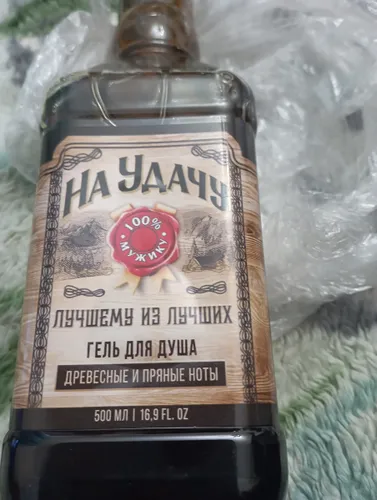 На Удачу
100%
МУЖИКУ
ЛУЧШЕМУ ИЗ ЛУЧШИХ
ГЕЛЬ ДЛЯ ДУША
ДРЕВЕСНЫЕ И ПРЯНЫЕ НОТЫ
500 МЛ | 16,9 FL. OZ